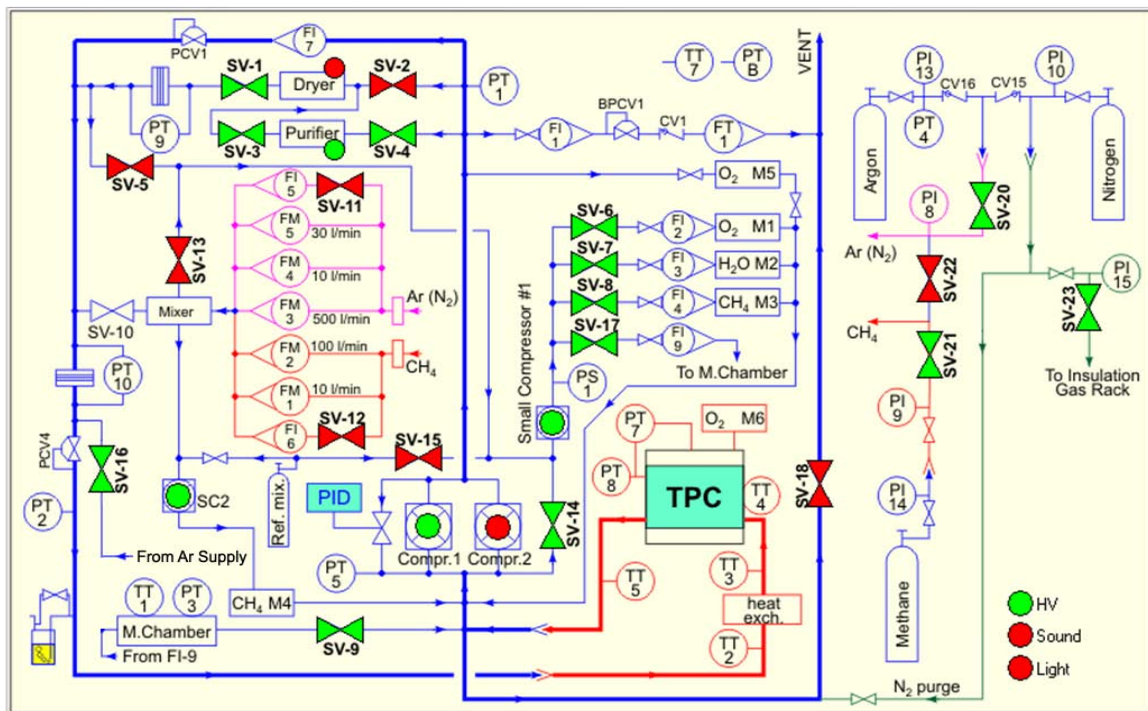 PCV1
FI
7
SV-1
Dryer
SV-2
PT
1
PT
9
SV-3
Purifier
SV-4
SV-5
TT
7
PT
B
VENT
BPCV1
FI
1
CV1
FT
1
PI
13
CV16
CV15
PI
10
PT
4
Argon
Nitrogen
FI
5
SV-11
FM
5
30 l/min
FM
4
10 l/min
FM
3
500 l/min
Ar (N2)
SV-13
SV-10
Mixer
FM
2
100 l/min
CH4
FM
1
10 l/min
FI
6
SV-12
SV-15
O2 M5
SV-6
FI
2
O2 M1
SV-7
FI
3
H2O M2
SV-8
FI
4
CH4 M3
SV-17
FI
9
To M.Chamber
PS
1
Small Compressor #1
PI
8
SV-20
Ar (N2)
SV-22
CH4
SV-21
PI
15
SV-23
To Insulation
Gas Rack
PI
9
PI
14
Methane
PT
10
PCV4
SV-16
PT
2
SC2
Ref. mix.
PID
Compr.1
Compr.2
SV-14
PT
5
PT
7
O2 M6
PT
8
TPC
TT
4
SV-18
TT
3
TT
5
heat
exch.
TT
2
From Ar Supply
TT
1
PT
3
CH4 M4
M.Chamber
SV-9
From FI-9
N2 purge
HV
Sound
Light